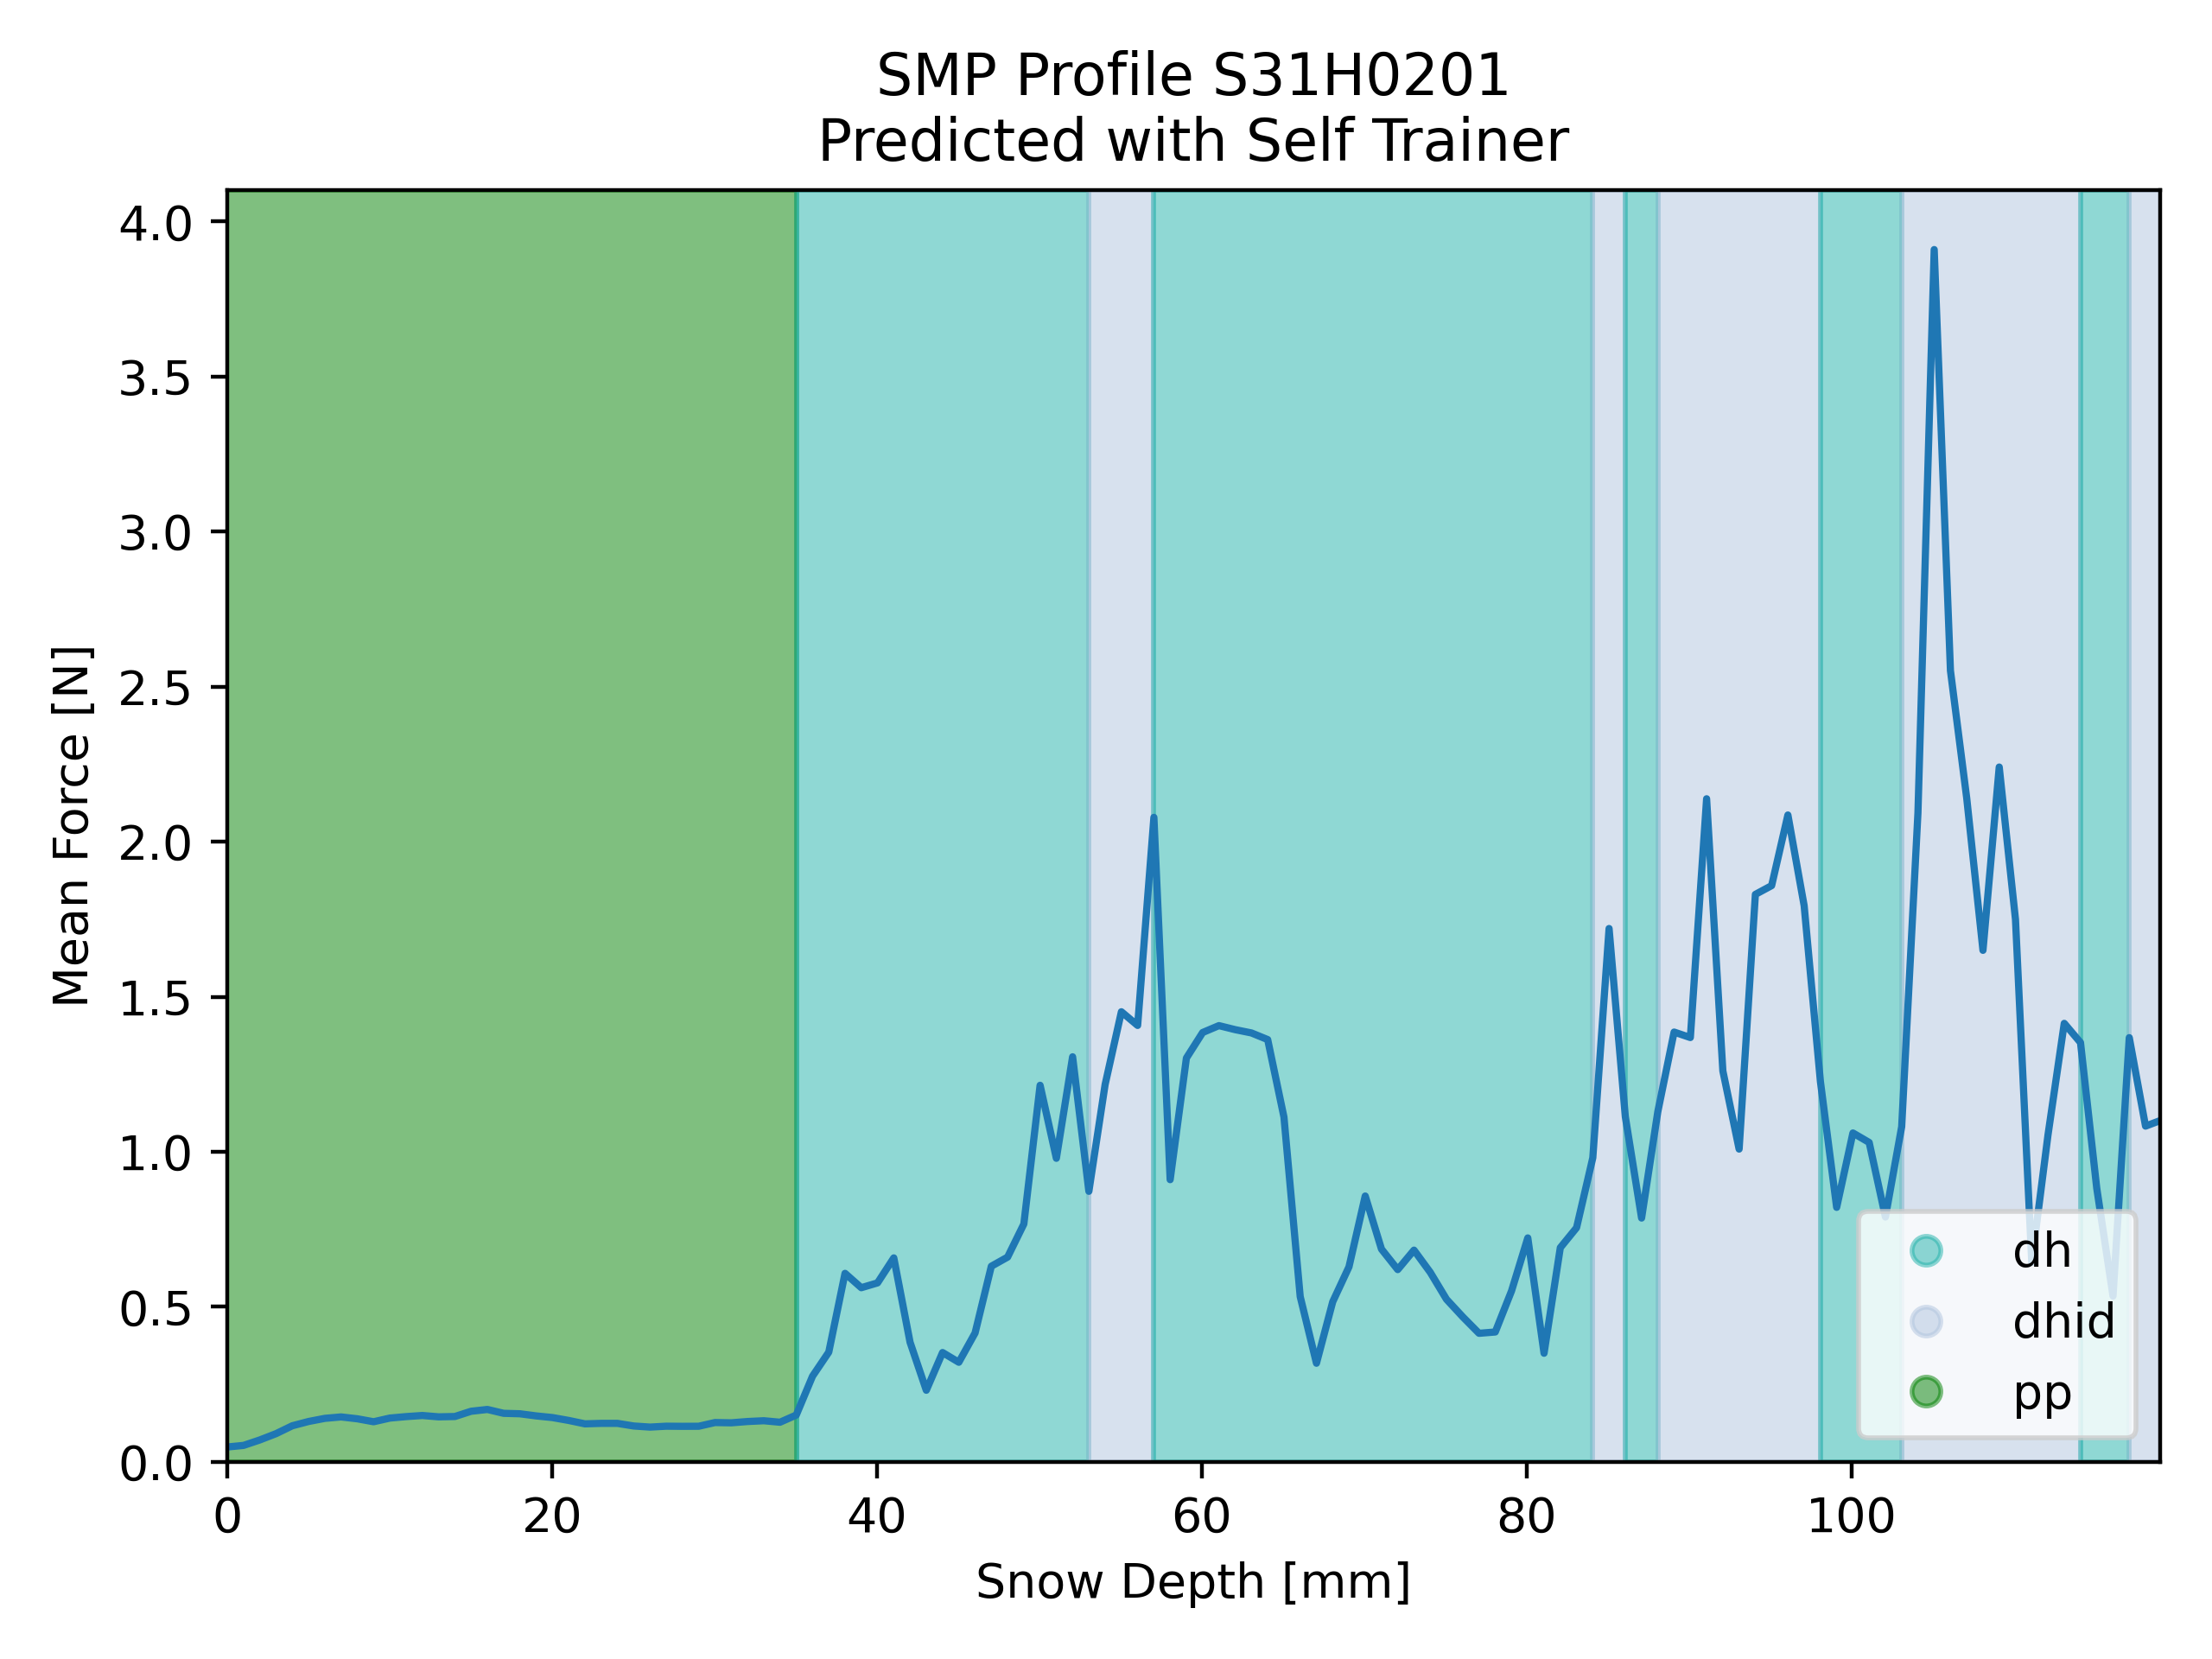 SMP Profile S31H0201
Predicted with Self Trainer
4.0
3.5
3.0
2.5
2.0
1.5
1.0
0.5
0.0
Mean Force [N]
dh
dhid
pp
0 20 40 60 80 100
Snow Depth [mm]